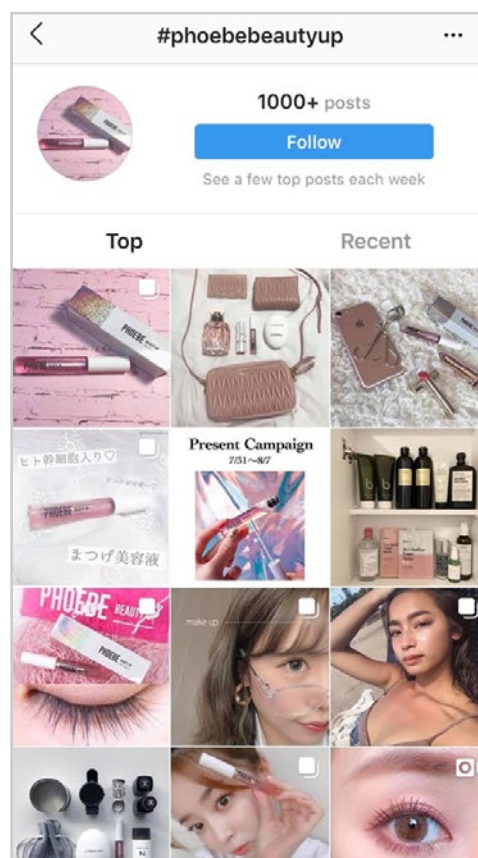 #phoebebeautyup
1000+ posts
Follow
See a few top posts each week
Top
Recent
PHOEBE
PHOEBE
ヒト幹細胞入り♡
PHOEBE
まつげ美容液
Present Campaign
7/31〜8/7
PHOEBE BEAUTY UP
PHOEBE
make up